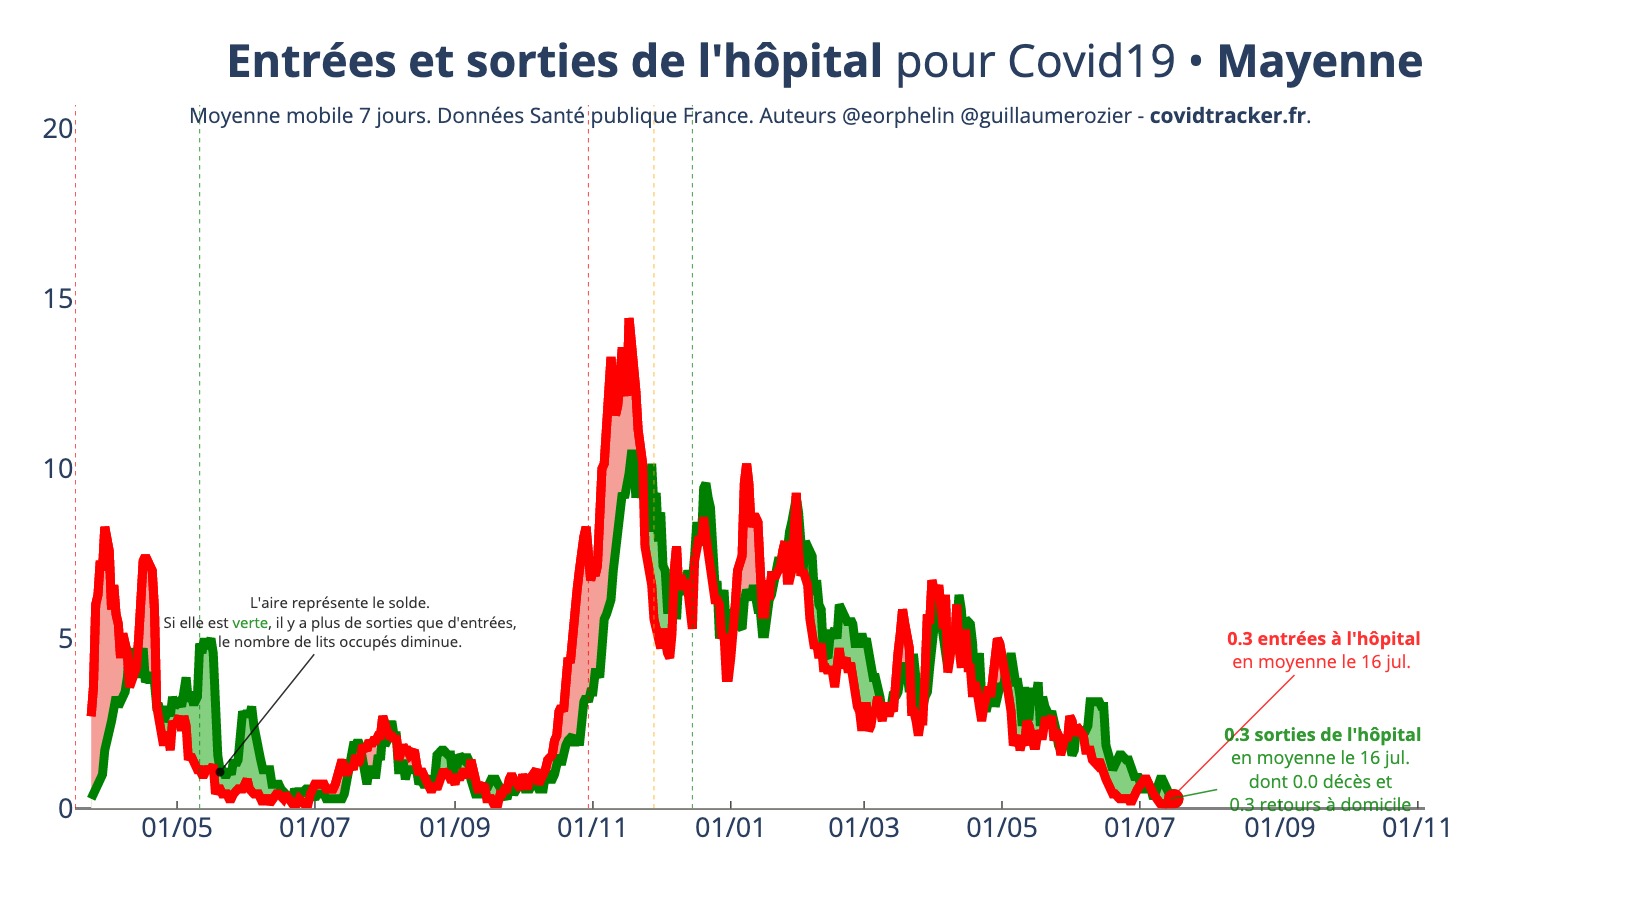 Entrées et sorties de l'hôpital pour Covid19 • Mayenne
Moyenne mobile 7 jours. Données Santé publique France. Auteurs @eorphelin @guillaumerozier - covidtracker.fr.
20
15
10
5
0
L'aire représente le solde.
Si elle est verte, il y a plus de sorties que d'entrées,
le nombre de lits occupés diminue.
0.3 entrées à l'hôpital
en moyenne le 16 jul.
0.3 sorties de l'hôpital
en moyenne le 16 jul.
dont 0.0 décès et
0.3 retours à domicile
01/05 01/07 01/09 01/11 01/01 01/03 01/05 01/07 01/09 01/11